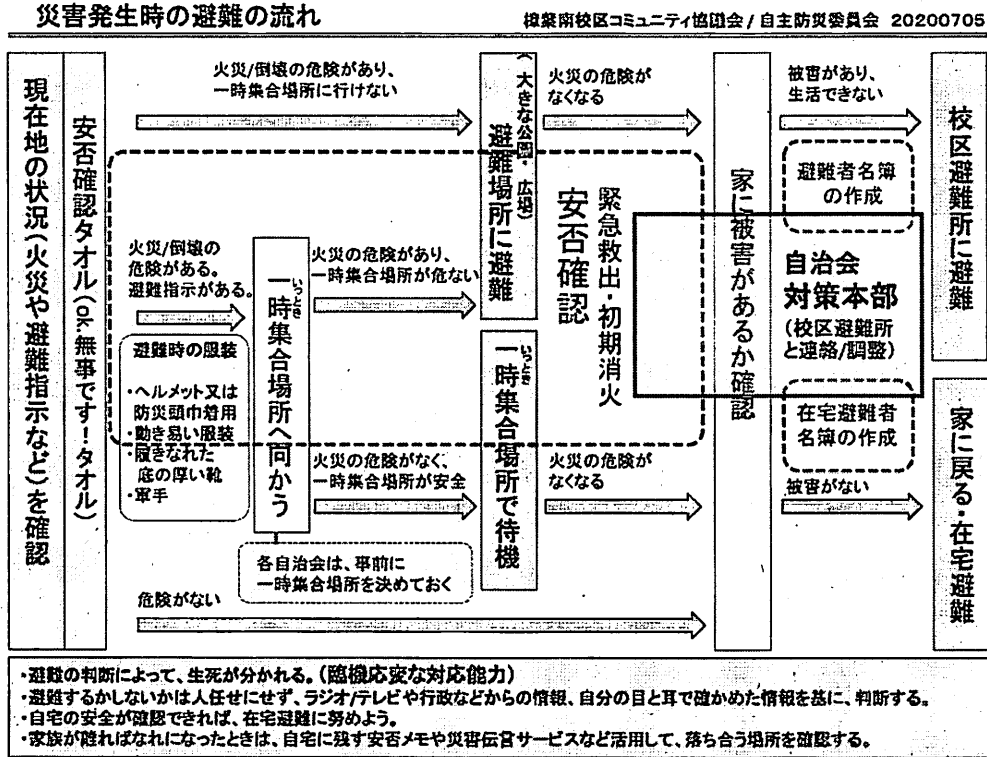 災害発生時の避難の流れ
樟葉南校区コミュニティ協議会/自主防災委員会 20200705
現在地の状況(火災や避難指示など)を確認
安否確認タオル(ok無事です!タオル)
火災/倒壊の危険があり、
一時集合場所に行けない
火災/倒壊の
危険がある。
避難指示がある。
避難時の服装
・ヘルメット又は
防災頭巾着用
・動き易い服装
・履きなれた
底の厚い靴
・軍手
一時集合場所へ向かう
いっとき
各自治会は、事前に
一時集合場所を決めておく
火災の危険があり、
一時集合場所が危ない
火災の危険がなく、
一時集合場所が安全
危険がない
避難場所に避難
(大きな公園・広場)
一時集合場所で待機
いっとき
火災の危険が
なくなる
緊急救出・初期消火
安否確認
火災の危険が
なくなる
家に被害があるか確認
被害があり、
生活できない
避難者名簿
の作成
自治会
対策本部
(校区避難所
と連絡/調整)
在宅避難者
名簿の作成
被害がない
校区避難所に避難
家に戻る・在宅避難
・避難の判断によって、生死が分かれる。(臨機応変な対応能力)
・避難するかしないかは人任せにせず、ラジオ/テレビや行政などからの情報、自分の目と耳で確かめた情報を基に、判断する。
・自宅の安全が確認できれば、在宅避難に努めよう。
・家族が離ればなれになったときは、自宅に残す安否メモや災害伝言サービスなど活用して、落ち合う場所を確認する。